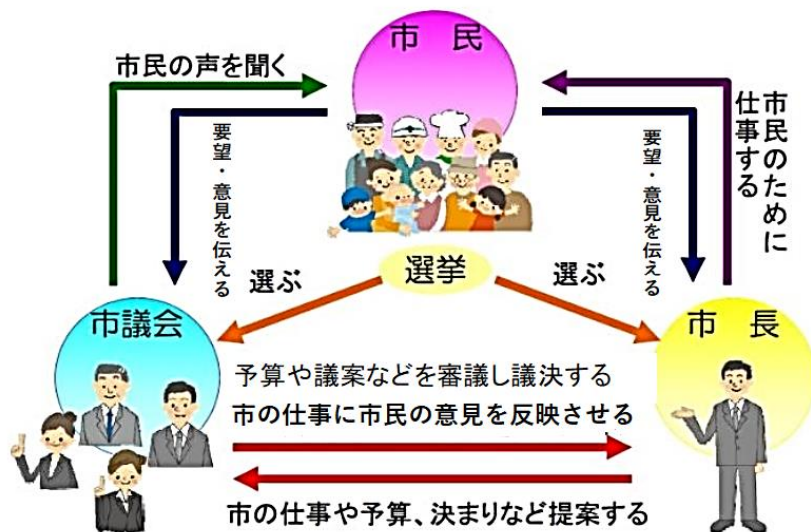 市民
市民の声を聞く
要望・意見を伝える
要望・意見を伝える
市民のために
仕事する
選挙
選ぶ
選ぶ
市議会
市長
予算や議案などを審議し議決する
市の仕事に市民の意見を反映させる
市の仕事や予算、決まりなど提案する